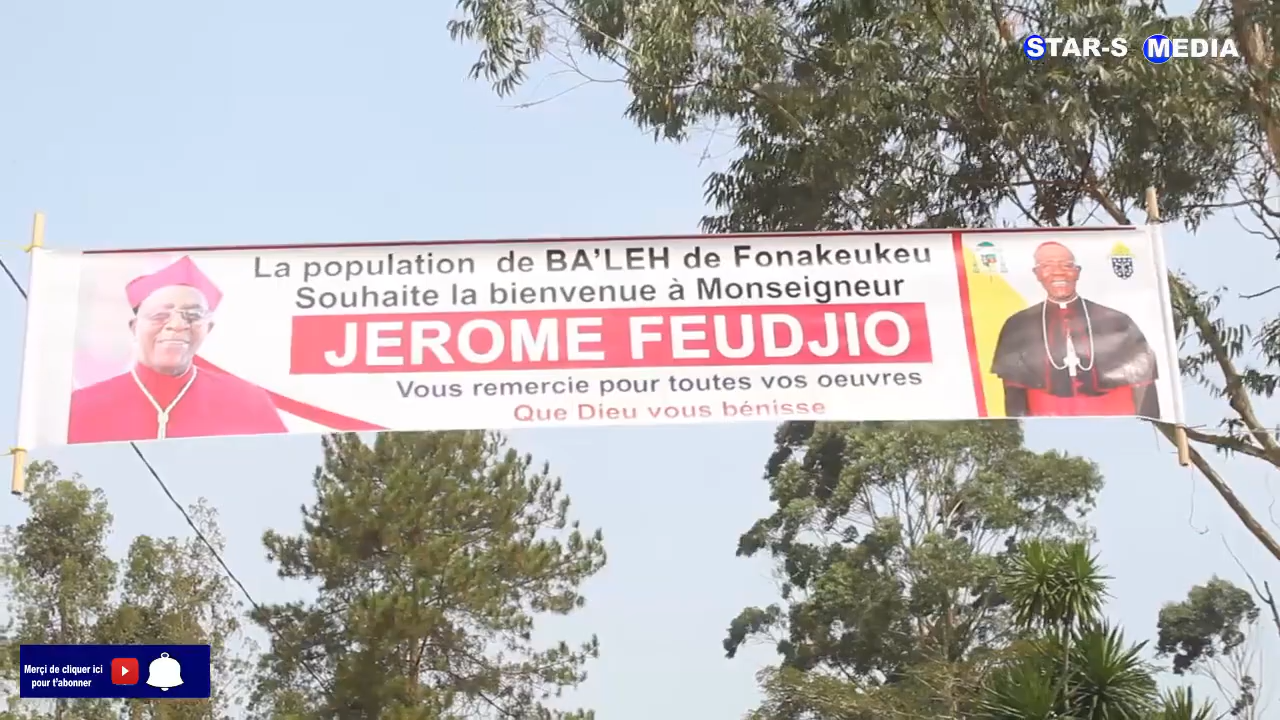 STAR-S MEDIA
La population de BA'LEH de Fonakeukeu
Souhaite la bienvenue à Monseigneur
JEROME FEUDJIO
Vous remercie pour toutes vos oeuvres
Que Dieu vous bénisse
Merçi de cliquer ici
pour t'abonner